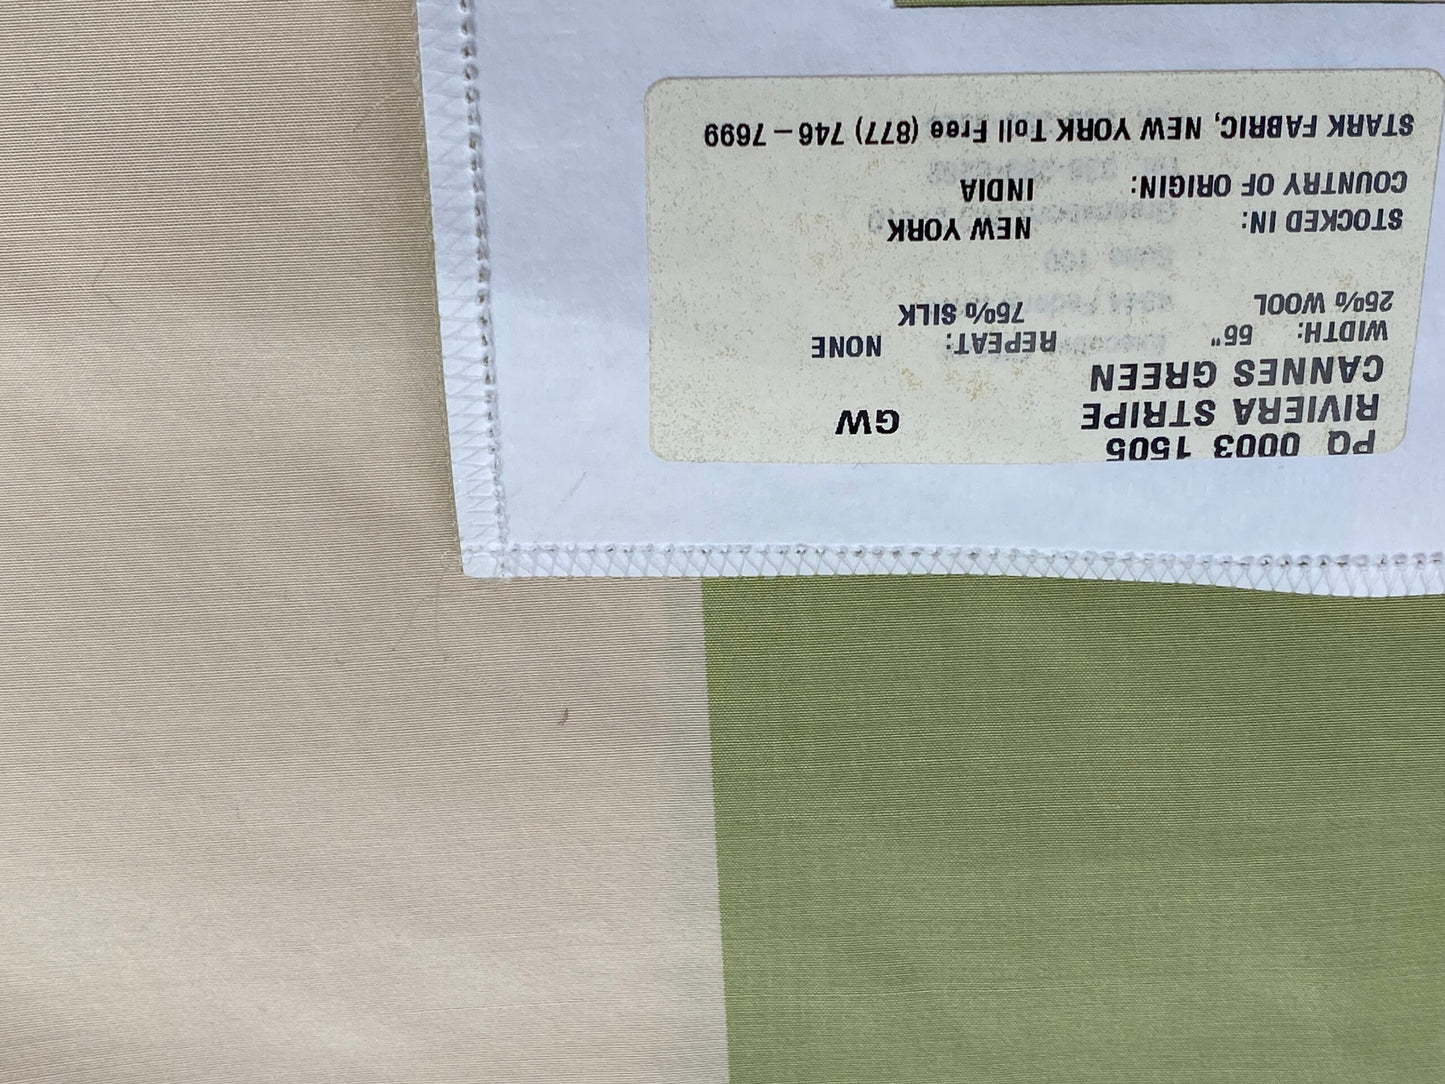 PQ 0003 1505
RIVIERA STRIPE GW
CANNES GREEN
WIDTH: 55" REPEAT: NONE
25% WOOL 75% SILK
STOCKED IN: NEW YORK
COUNTRY OF ORIGIN: INDIA
STARK FABRIC, NEW YORK Toll Free (877) 746-7699